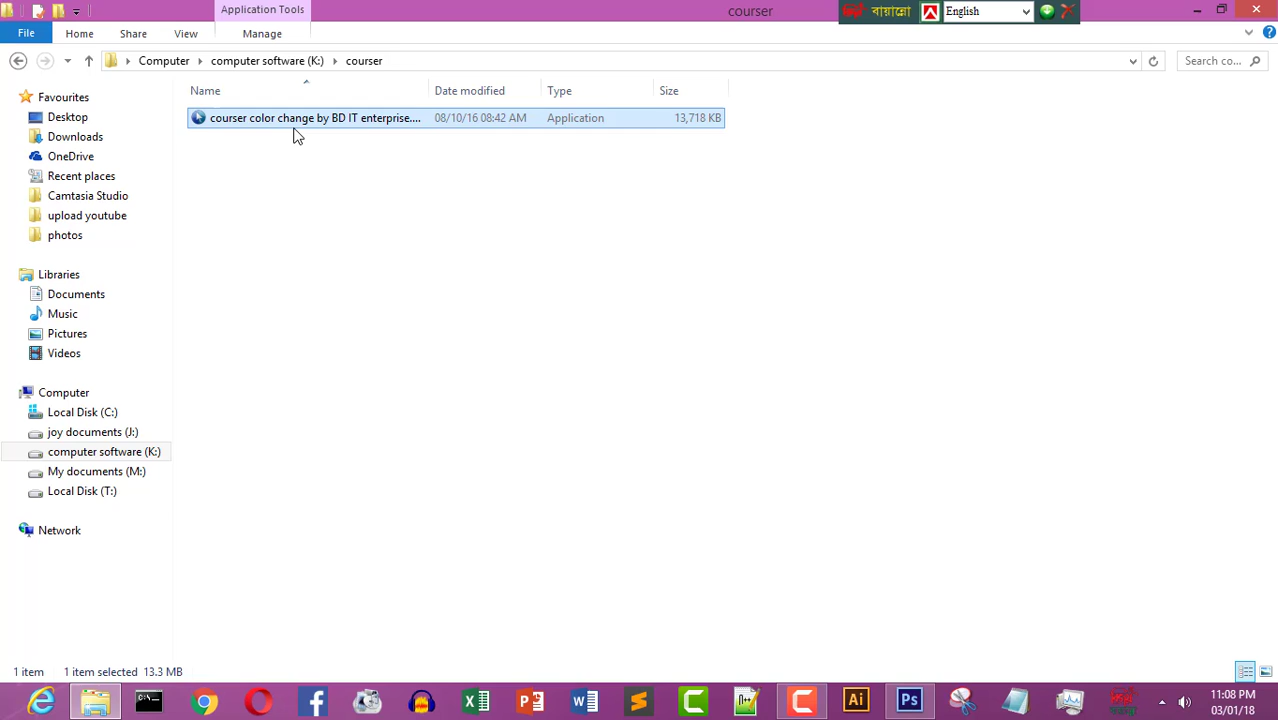 Application Tools
courser
বায়ান্নো
English
File
Home
Share
View
Manage
Computer
computer software (K:)
courser
Search co...
Name
Date modified
Type
Size
courser color change by BD IT enterprise....
08/10/16 08:42 AM
Application
13,718 KB
Favourites
Desktop
Downloads
OneDrive
Recent places
Camtasia Studio
upload youtube
photos
Libraries
Documents
Music
Pictures
Videos
Computer
Local Disk (C:)
joy documents (J:)
computer software (K:)
My documents (M:)
Local Disk (T:)
Network
1 item
1 item selected
13.3 MB
Ai
Ps
11:08 PM
03/01/18